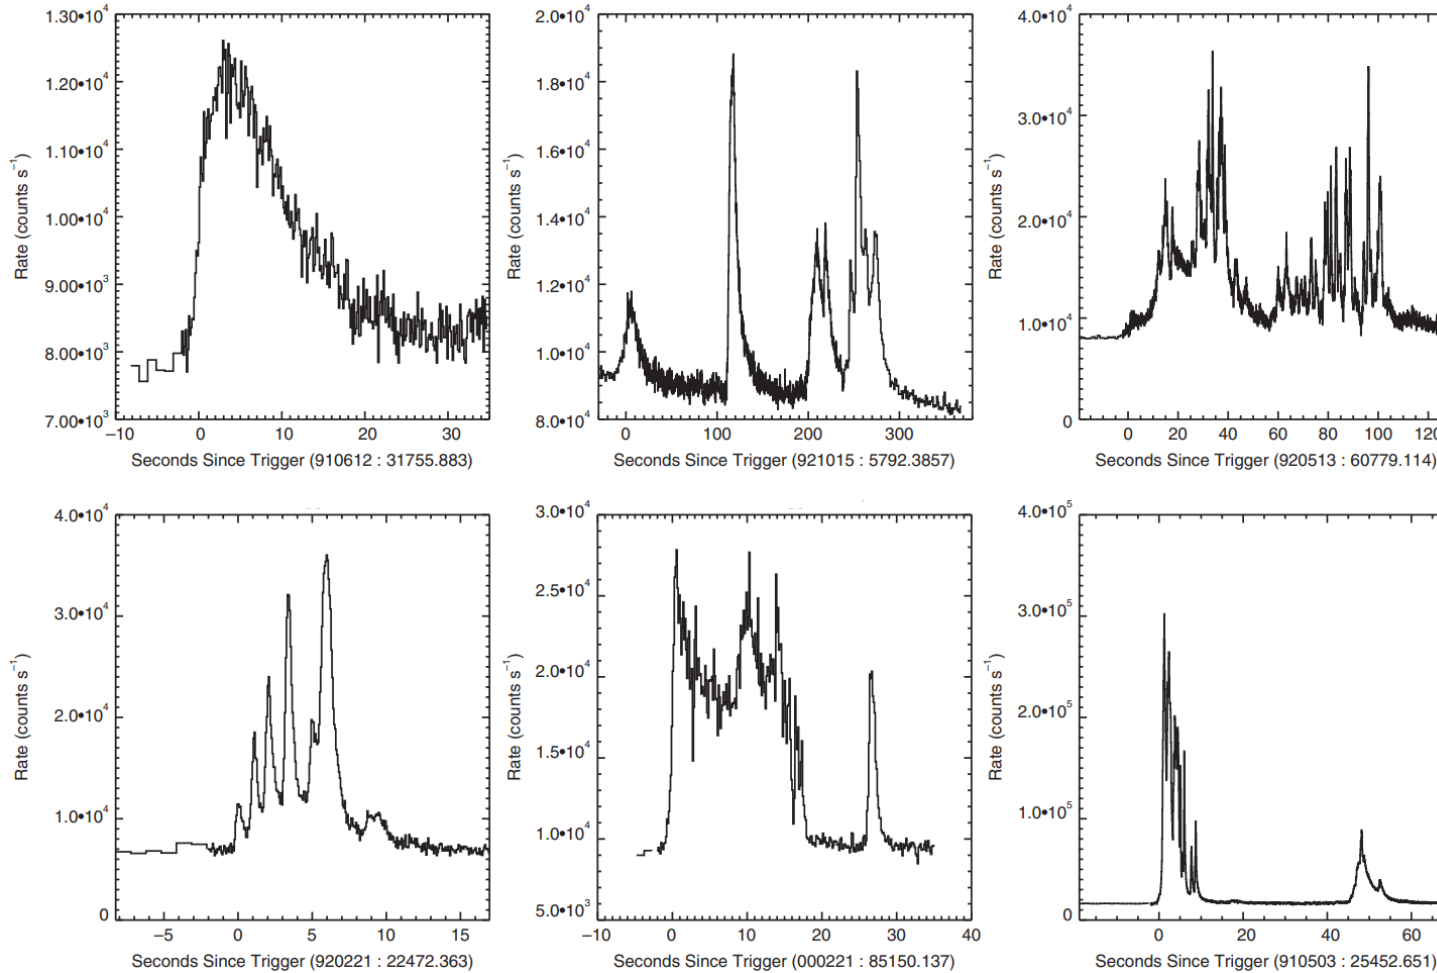 1.30•10⁴
1.20•10⁴
1.10•10⁴
1.00•10⁴
9.00•10³
8.00•10³
7.00•10³
Rate (counts s⁻¹)
−10 0 10 20 30
Seconds Since Trigger (910612 : 31755.883)
2.0•10⁴
1.8•10⁴
1.6•10⁴
1.4•10⁴
1.2•10⁴
1.0•10⁴
8.0•10⁴
Rate (counts s⁻¹)
0 100 200 300
Seconds Since Trigger (921015 : 5792.3857)
4.0•10⁴
3.0•10⁴
2.0•10⁴
1.0•10⁴
0
Rate (counts s⁻¹)
0 20 40 60 80 100 120
Seconds Since Trigger (920513 : 60779.114)
4.0•10⁴
3.0•10⁴
2.0•10⁴
1.0•10⁴
0
Rate (counts s⁻¹)
−5 0 5 10 15
Seconds Since Trigger (920221 : 22472.363)
3.0•10⁴
2.5•10⁴
2.0•10⁴
1.5•10⁴
1.0•10⁴
5.0•10³
Rate (counts s⁻¹)
−10 0 10 20 30 40
Seconds Since Trigger (000221 : 85150.137)
4.0•10⁵
3.0•10⁵
2.0•10⁵
1.0•10⁵
0
Rate (counts s⁻¹)
0 20 40 60
Seconds Since Trigger (910503 : 25452.651)